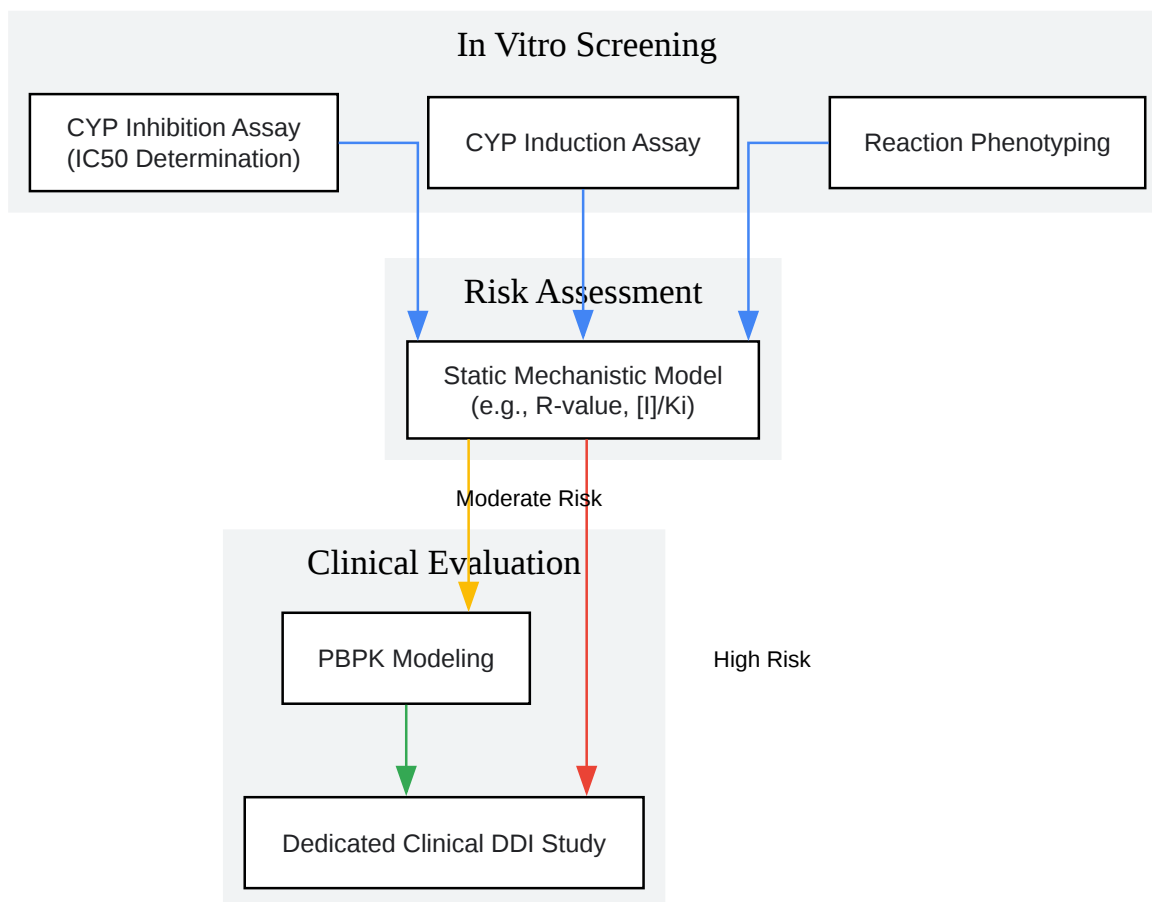 In Vitro Screening
CYP Inhibition Assay
(IC50 Determination)
CYP Induction Assay
Reaction Phenotyping
Risk Assessment
Static Mechanistic Model
(e.g., R-value, [I]/Ki)
Moderate Risk
Clinical Evaluation
PBPK Modeling
High Risk
Dedicated Clinical DDI Study